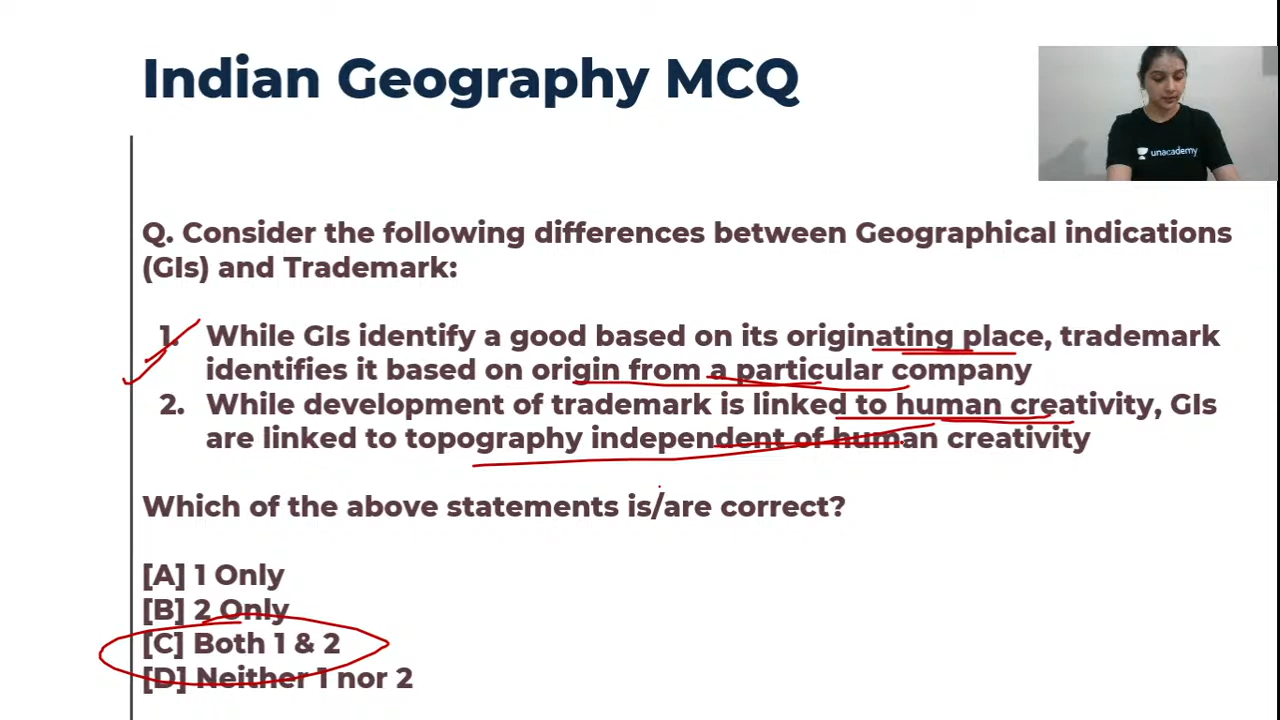 Indian Geography MCQ
unacademy
Q. Consider the following differences between Geographical indications
(GIs) and Trademark:
1. While GIs identify a good based on its originating place, trademark
identifies it based on origin from a particular company
2. While development of trademark is linked to human creativity, GIs
are linked to topography independent of human creativity
Which of the above statements is/are correct?
[A] 1 Only
[B] 2 Only
[C] Both 1 & 2
[D] Neither 1 nor 2